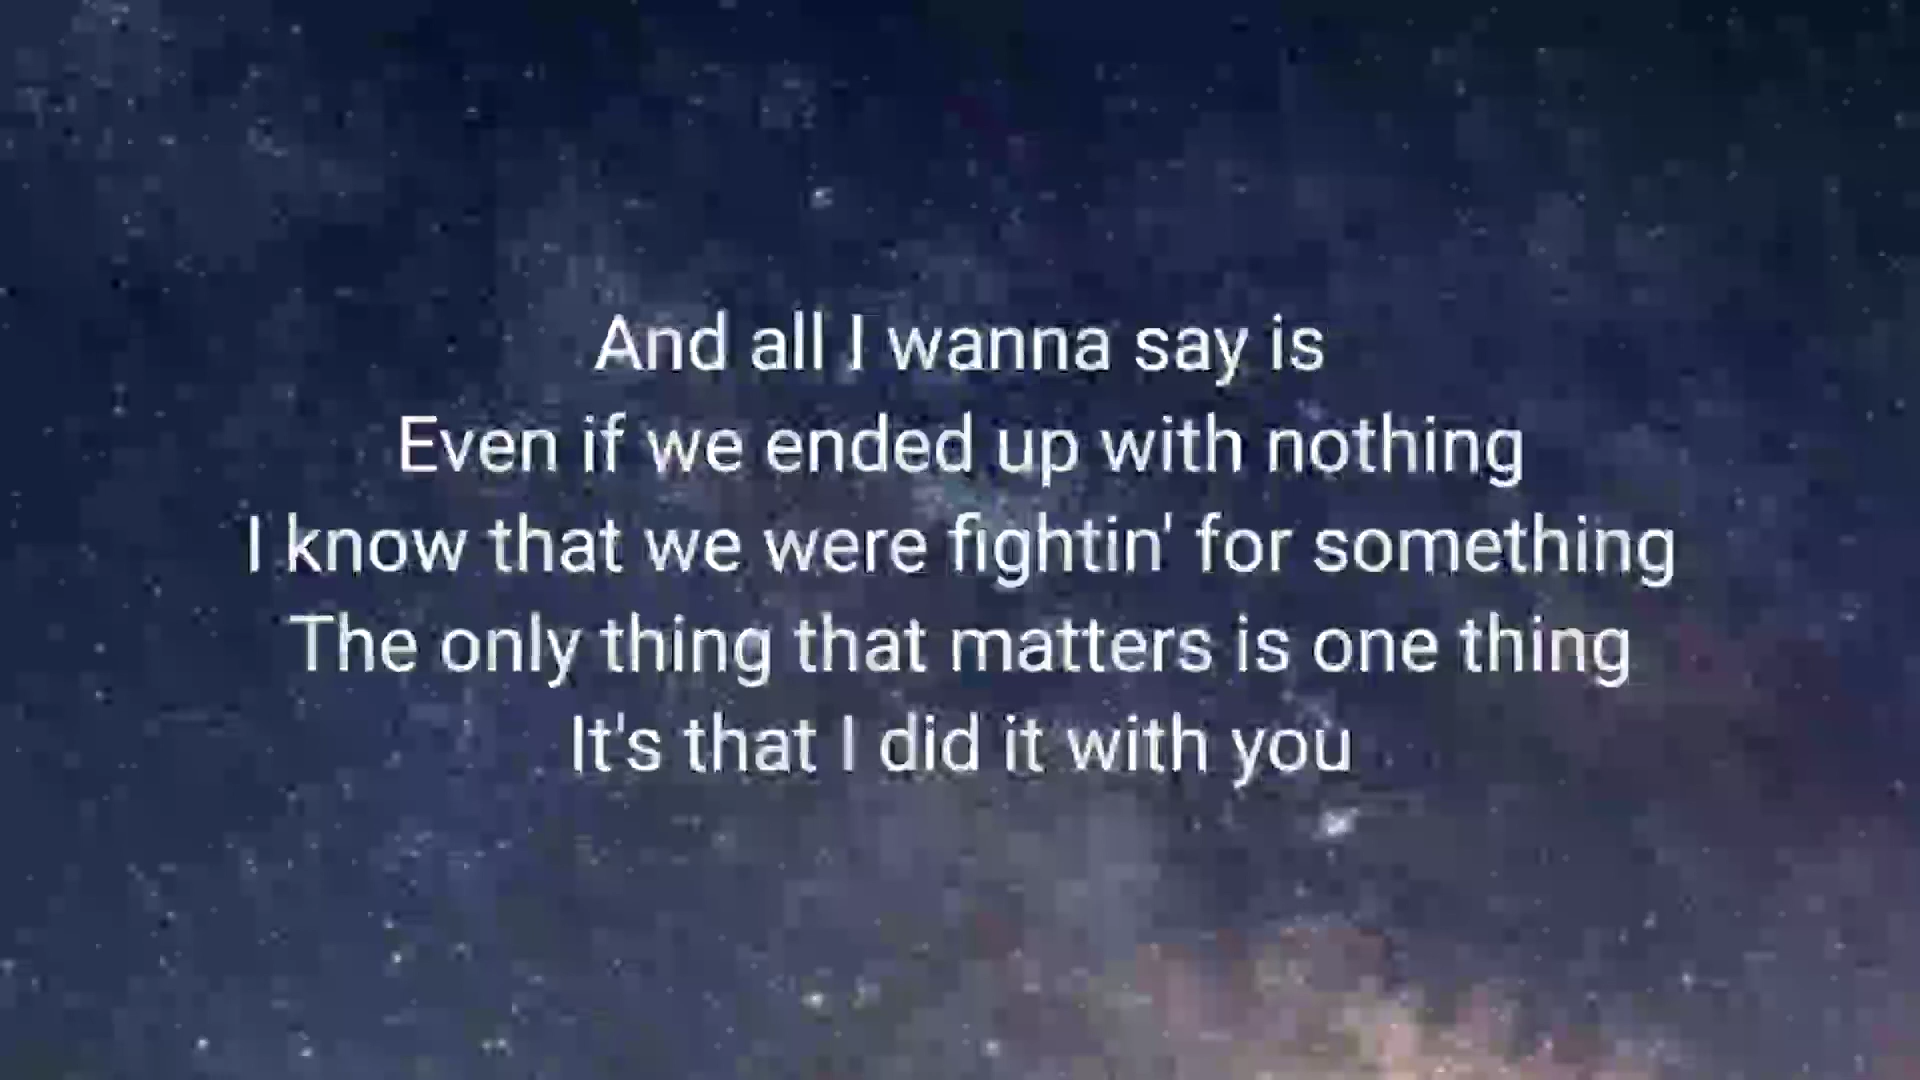 And all I wanna say is
Even if we ended up with nothing
I know that we were fightin' for something
The only thing that matters is one thing
It's that I did it with you